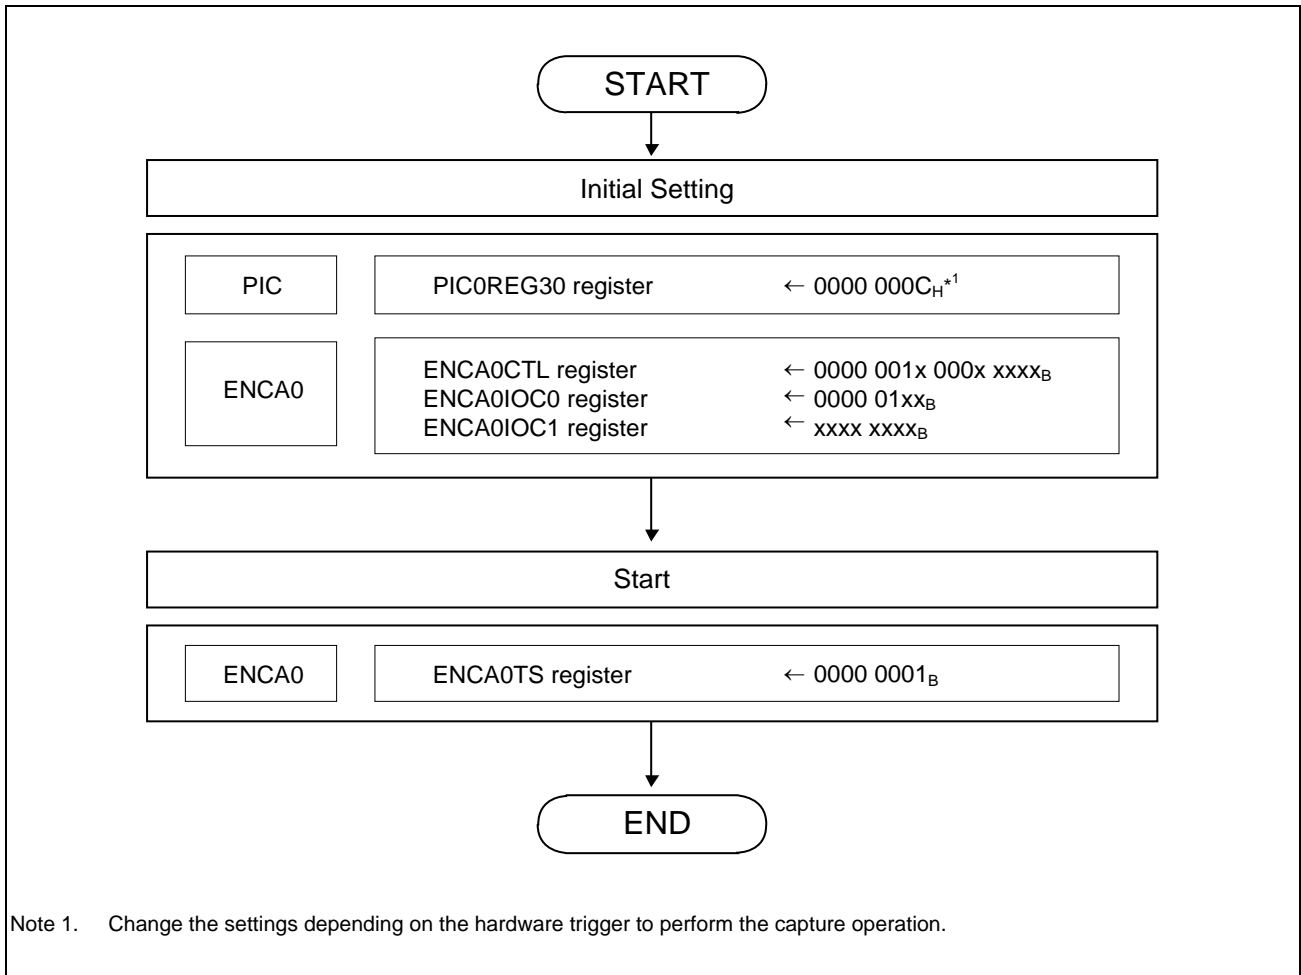 START
Initial Setting
PIC PIC0REG30 register ← 0000 000CH*1
ENCA0 ENCA0CTL register ← 0000 001x 000x xxxxB
ENCA0IOC0 register ← 0000 01xxB
ENCA0IOC1 register ← xxxx xxxxB
Start
ENCA0 ENCA0TS register ← 0000 0001B
END
Note 1. Change the settings depending on the hardware trigger to perform the capture operation.